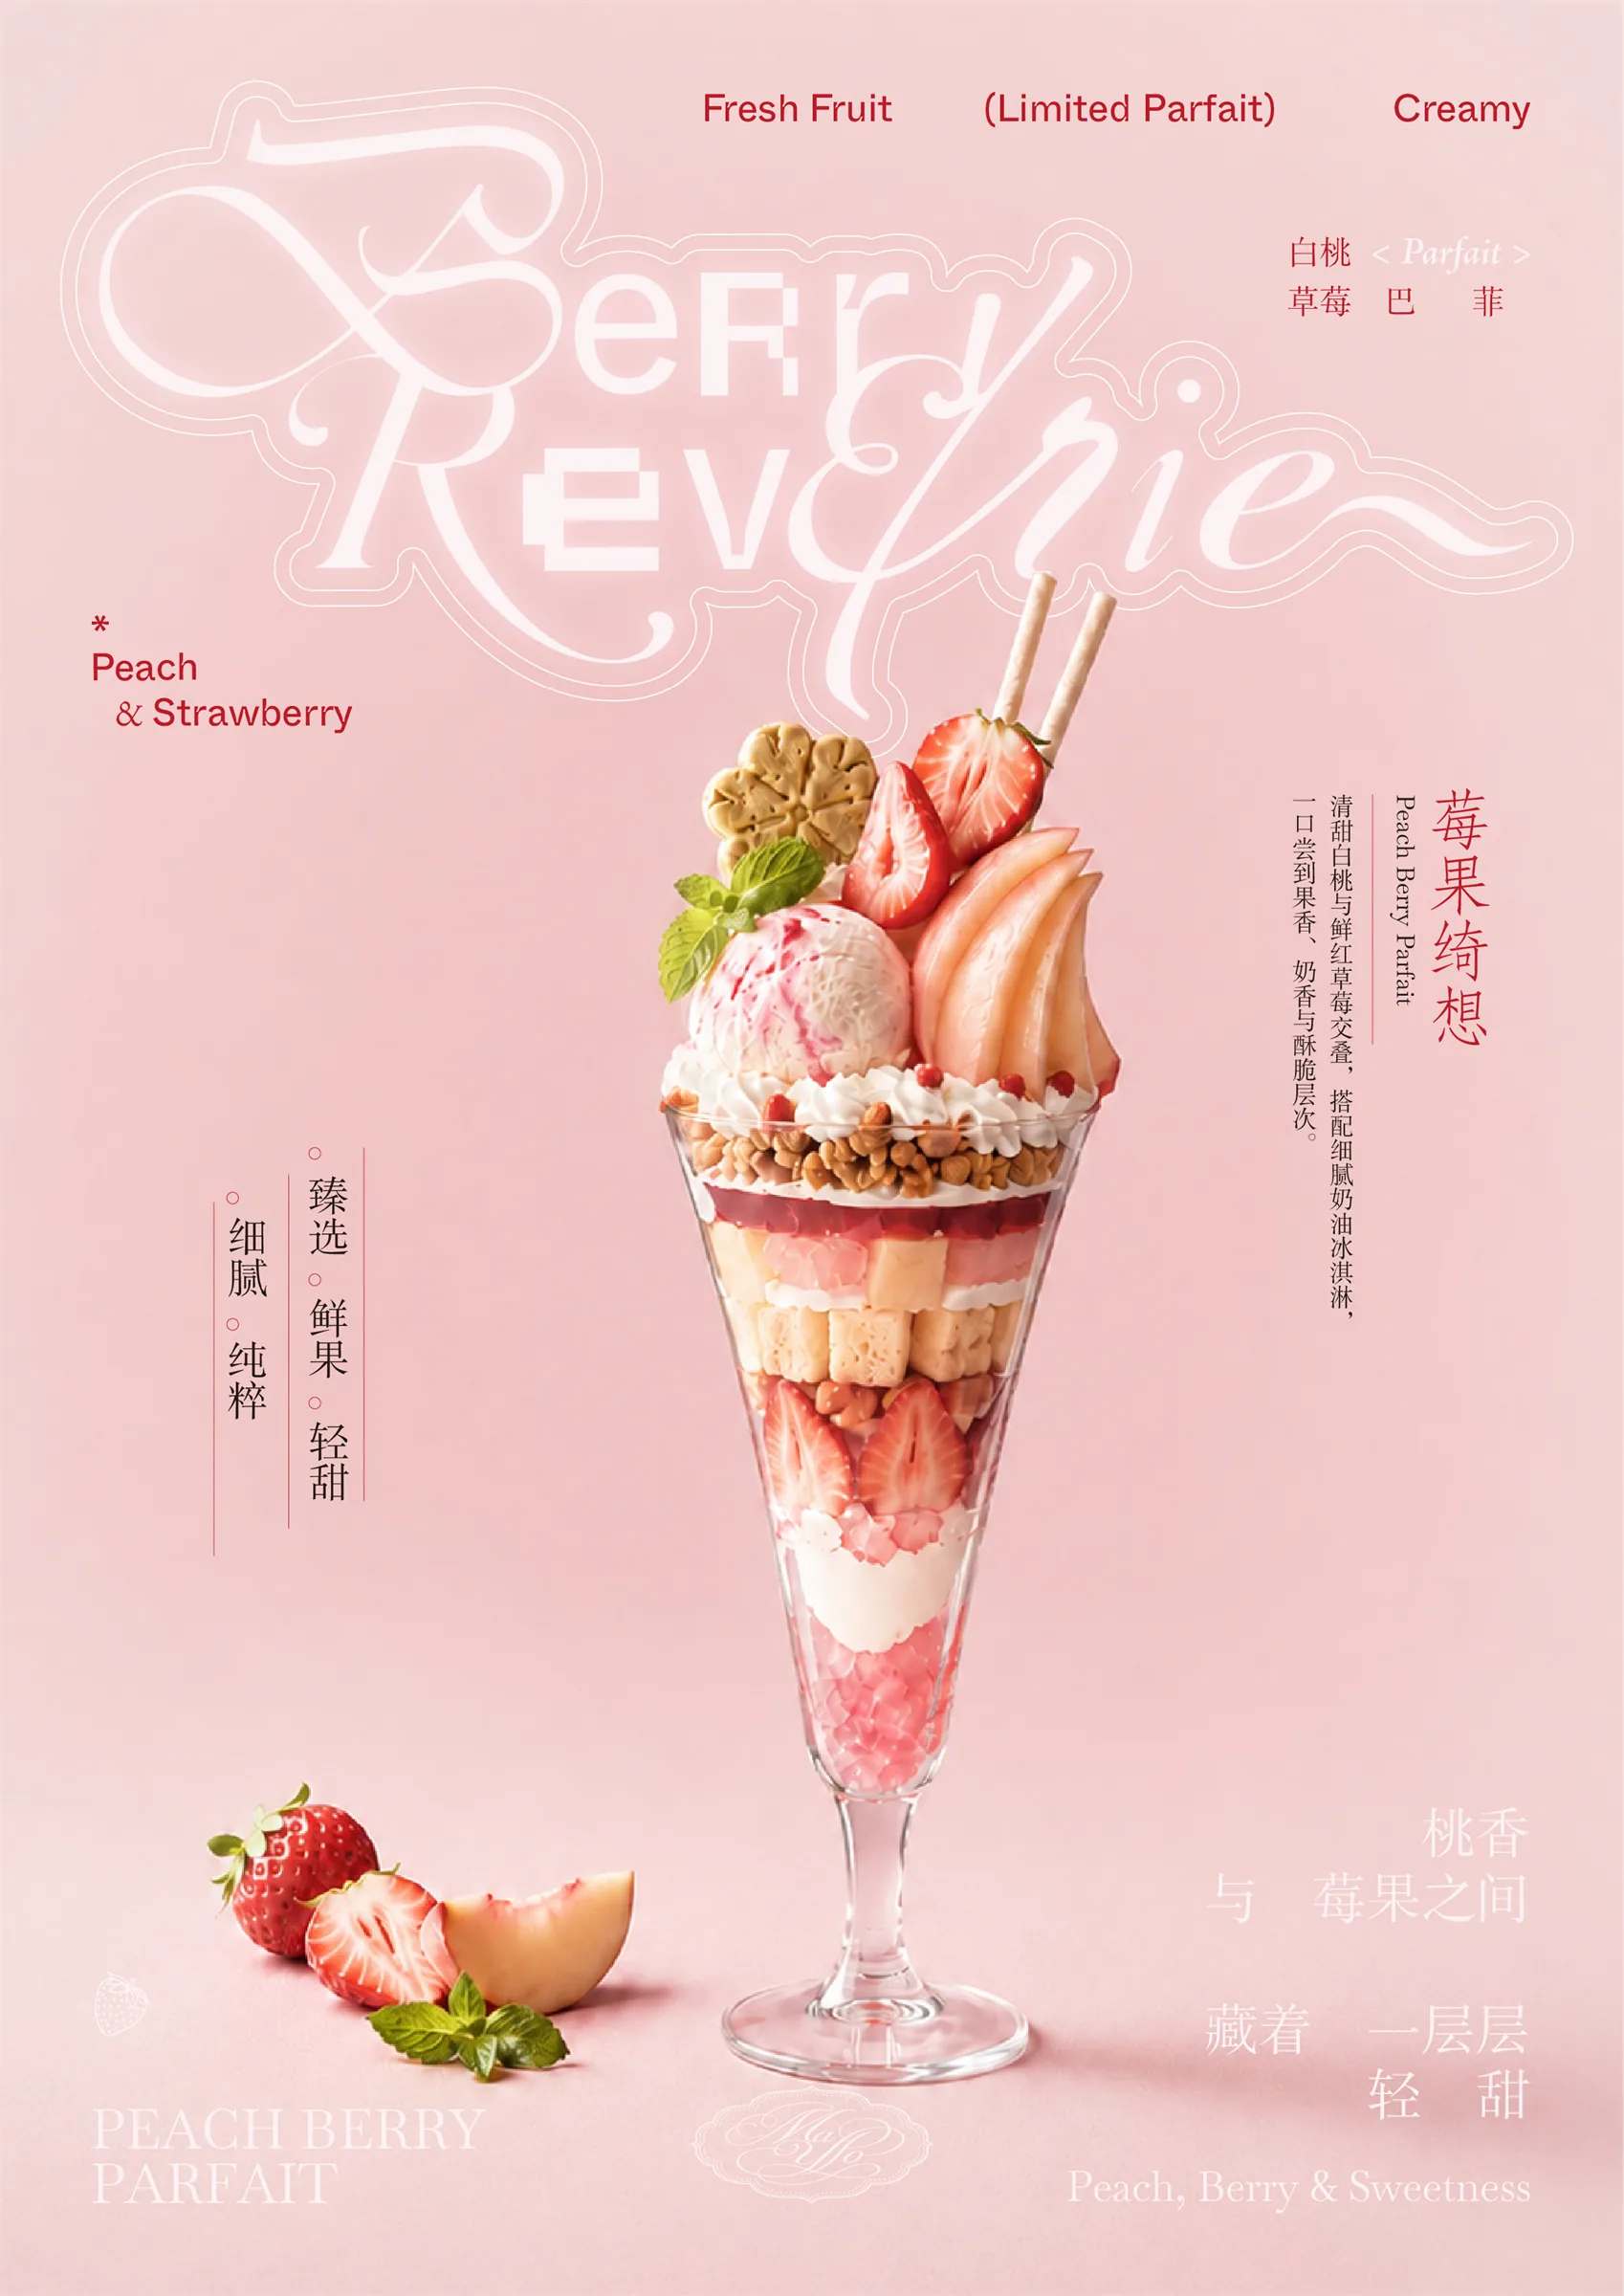 Fresh Fruit (Limited Parfait) Creamy
Berry
Reverie
白桃 < Parfait >
草莓 巴 菲
*
Peach
& Strawberry
莓果绮想
Peach Berry Parfait
清甜白桃与鲜红草莓交叠，搭配细腻奶油冰淇淋，
一口尝到果香、奶香与酥脆层次。
○臻选○鲜果○轻甜
○细腻○纯粹
桃香
与 莓果之间
藏着 一层层
轻 甜
PEACH BERRY
PARFAIT
Peach, Berry & Sweetness